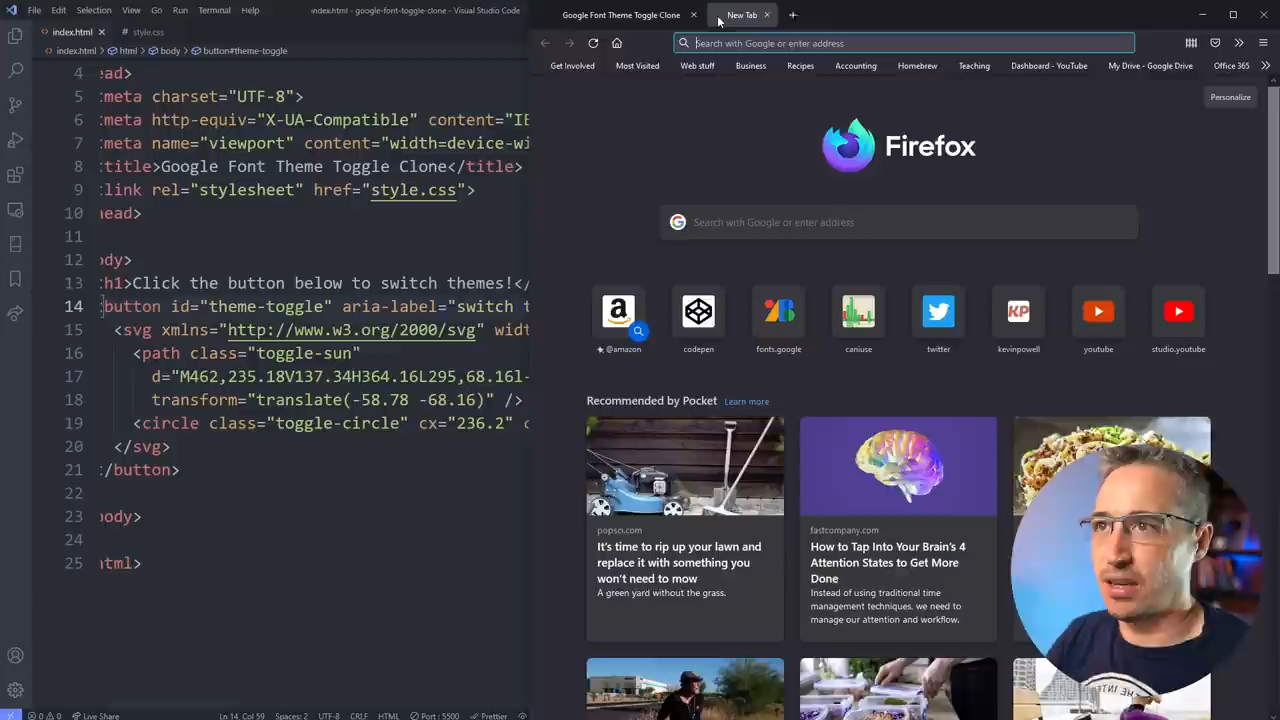 File Edit Selection View Go Run Terminal Help index.html - google-font-theme-toggle-clone - Visual Studio Code
index.html
# style.css
index.html > html > body > button#theme-toggle
4 ead>
5 meta charset="UTF-8">
6 meta http-equiv="X-UA-Compatible" content="IE
7 meta name="viewport" content="width=device-wi
8 title>Google Font Theme Toggle Clone</title>
9 link rel="stylesheet" href="style.css">
10 head>
11
12 ody>
13 h1>Click the button below to switch themes!</
14 button id="theme-toggle" aria-label="switch t
15 <svg xmlns="http://www.w3.org/2000/svg" widt
16 <path class="toggle-sun"
17 d="M462,235.18V137.34H364.16L295,68.16l-
18 transform="translate(-58.78 -68.16)" />
19 <circle class="toggle-circle" cx="236.2" c
20 </svg>
21 /button>
22
23 body>
24
25 html>
0 0 Live Share Ln 14, Col 59 Spaces: 2 UTF-8 CRLF HTML Port : 5500 Prettier
Google Font Theme Toggle Clone
New Tab
Search with Google or enter address
Get Involved Most Visited Web stuff Business Recipes Accounting Homebrew Teaching Dashboard - YouTube My Drive - Google Drive Office 365
Personalize
Firefox
Search with Google or enter address
@amazon codepen fonts.google caniuse twitter kevinpowell youtube studio.youtube
KP
Recommended by Pocket Learn more
popsci.com
It's time to rip up your lawn and
replace it with something you
won't need to mow
A green yard without the grass.
fastcompany.com
How to Tap Into Your Brain's 4
Attention States to Get More
Done
Instead of using traditional time
management techniques, we need to
manage our attention and workflow.